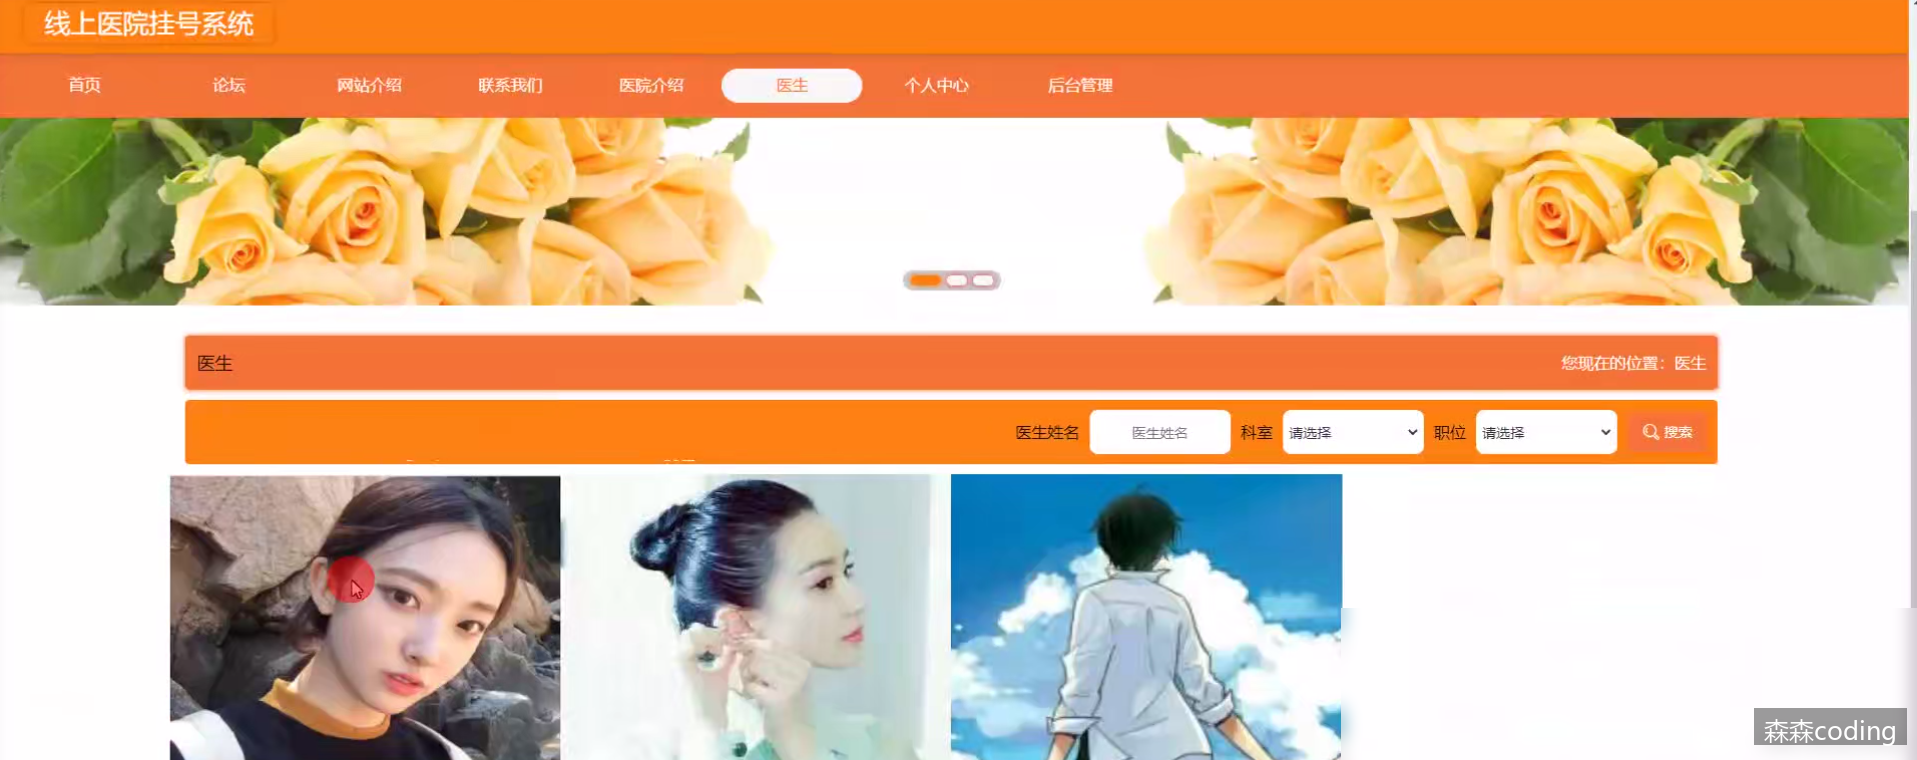 线上医院挂号系统
首页 论坛 网站介绍 联系我们 医院介绍 医生 个人中心 后台管理
医生 您现在的位置：医生
医生姓名 医生姓名 科室 请选择 职位 请选择 搜索
森森coding